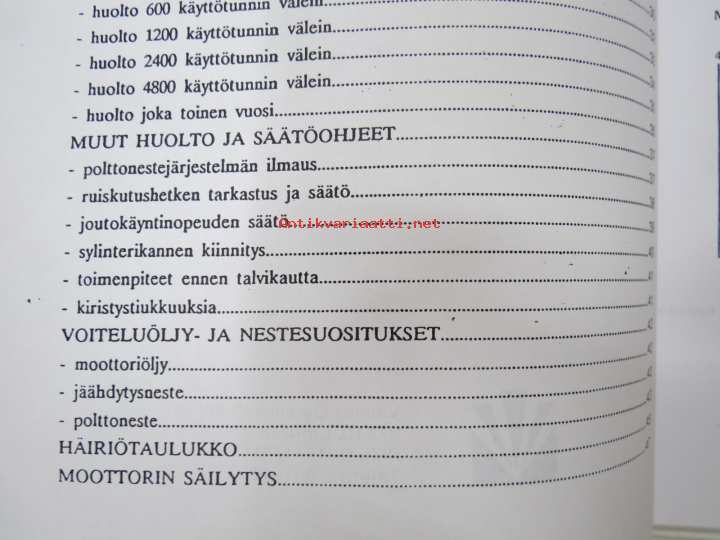 - huolto 600 käyttötunnin välein
- huolto 1200 käyttötunnin välein
- huolto 2400 käyttötunnin välein
- huolto 4800 käyttötunnin välein
- huolto joka toinen vuosi
MUUT HUOLTO JA SÄÄTÖOHJEET
- polttonestejärjestelmän ilmaus
- ruiskutushetken tarkastus ja säätö
- joutokäyntinopeuden säätö
Antikvariaatti.net
- sylinterikannen kiinnitys
- toimenpiteet ennen talvikautta
- kiristystiukkuuksia
VOITELUÖLJY- JA NESTESUOSITUKSET
- moottoriöljy
- jäähdytysneste
- polttoneste
HÄIRIÖTAULUKKO
MOOTTORIN SÄILYTYS